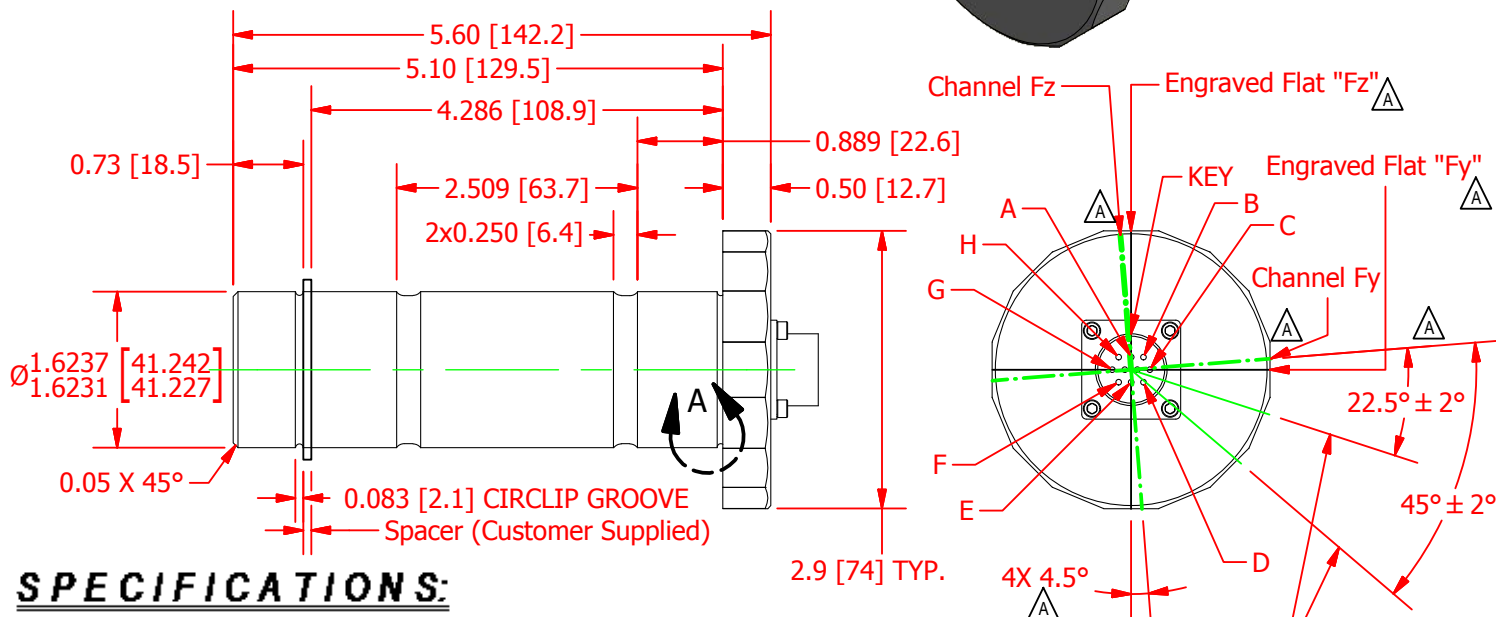 5.60 [142.2]
5.10 [129.5]
4.286 [108.9]
0.889 [22.6]
0.73 [18.5]
2.509 [63.7]
0.50 [12.7]
2x0.250 [6.4]
Ø1.6237 [41.242]
1.6231 [41.227]
A
0.05 X 45°
0.083 [2.1] CIRCLIP GROOVE
Spacer (Customer Supplied)
2.9 [74] TYP.
Channel Fz
Engraved Flat "Fz"
A
Engraved Flat "Fy"
A
KEY
A
A
B
C
H
G
Channel Fy
A
A
22.5° ± 2°
45° ± 2°
F
E
D
4X 4.5°
A
SPECIFICATIONS: